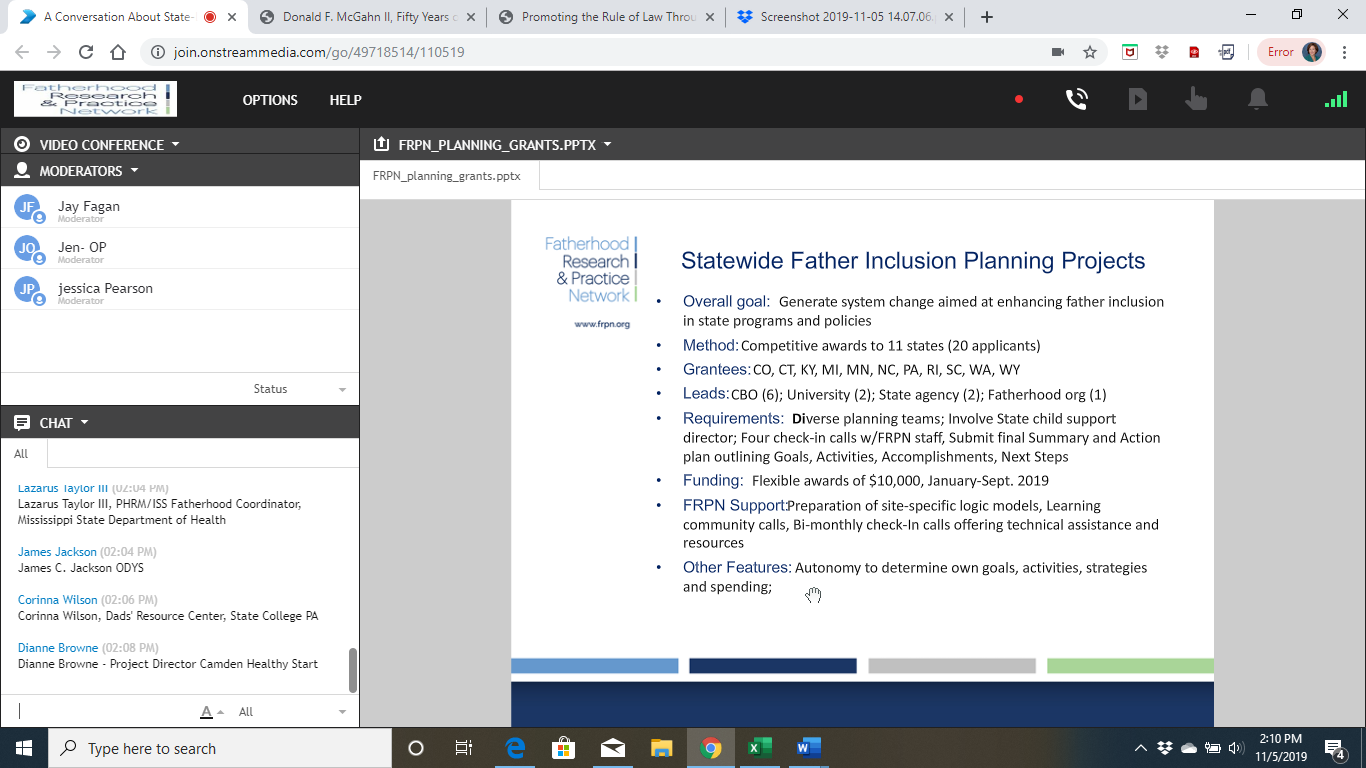 A Conversation About State-
Donald F. McGahn II, Fifty Years o
Promoting the Rule of Law Throu
Screenshot 2019-11-05 14.07.06.
join.onstreammedia.com/go/49718514/110519
Error
Fatherhood
Research
& Practice
Network
OPTIONS
HELP
VIDEO CONFERENCE
MODERATORS
JF
Jay Fagan
Moderator
JO
Jen- OP
Moderator
JP
jessica Pearson
Moderator
Status
CHAT
All
Lazarus Taylor III (02:04 PM)
Lazarus Taylor III, PHRM/ISS Fatherhood Coordinator,
Mississippi State Department of Health
James Jackson (02:04 PM)
James C. Jackson ODYS
Corinna Wilson (02:06 PM)
Corinna Wilson, Dads' Resource Center, State College PA
Dianne Browne (02:08 PM)
Dianne Browne - Project Director Camden Healthy Start
A
All
FRPN_PLANNING_GRANTS.PPTX
FRPN_planning_grants.pptx
Fatherhood
Research
& Practice
Network
www.frpn.org
Statewide Father Inclusion Planning Projects
• Overall goal: Generate system change aimed at enhancing father inclusion
in state programs and policies
• Method: Competitive awards to 11 states (20 applicants)
• Grantees: CO, CT, KY, MI, MN, NC, PA, RI, SC, WA, WY
• Leads: CBO (6); University (2); State agency (2); Fatherhood org (1)
• Requirements: Diverse planning teams; Involve State child support
director; Four check-in calls w/FRPN staff, Submit final Summary and Action
plan outlining Goals, Activities, Accomplishments, Next Steps
• Funding: Flexible awards of $10,000, January-Sept. 2019
• FRPN Support: Preparation of site-specific logic models, Learning
community calls, Bi-monthly check-In calls offering technical assistance and
resources
• Other Features: Autonomy to determine own goals, activities, strategies
and spending;
Type here to search
2:10 PM
11/5/2019
4